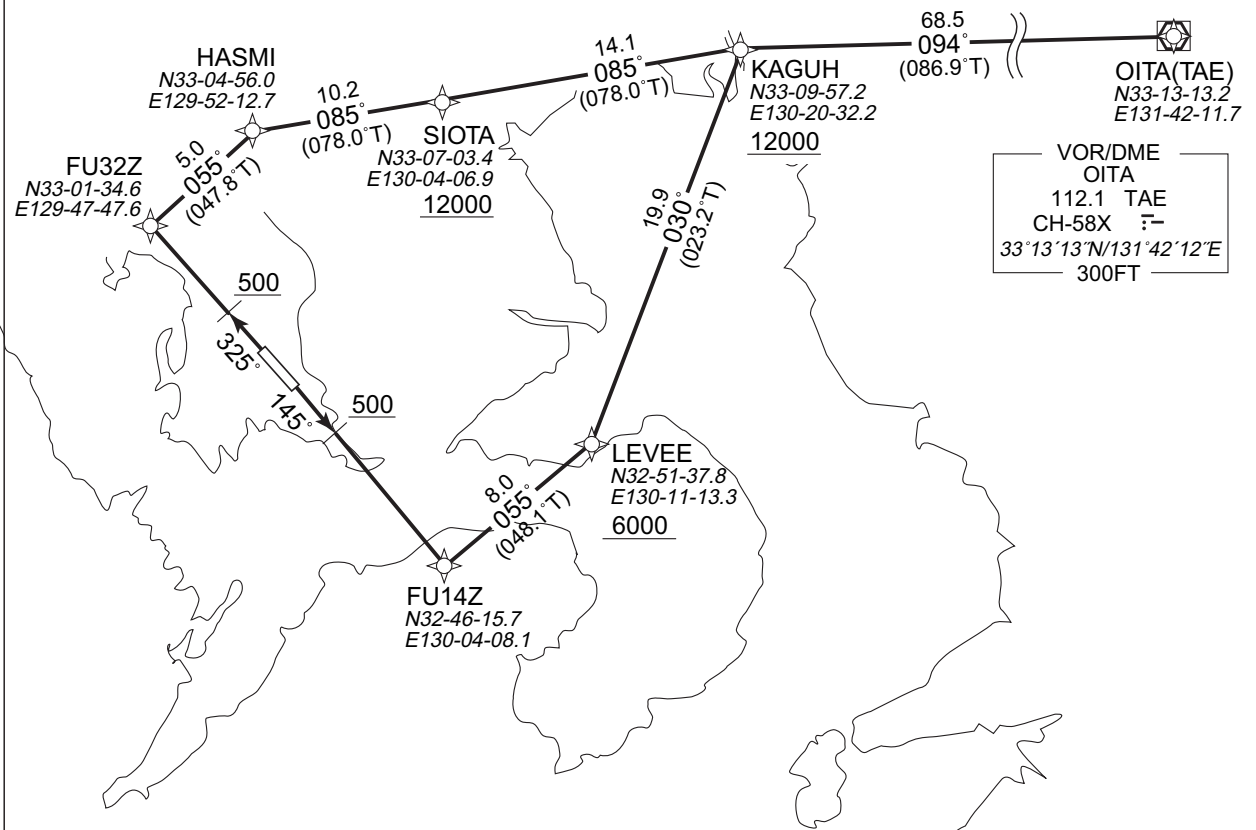 HASMI
N33-04-56.0
E129-52-12.7
FU32Z
N33-01-34.6
E129-47-47.6
5.0
055°
(047.8°T)
10.2
085°
(078.0°T)
SIOTA
N33-07-03.4
E130-04-06.9
12000
14.1
085°
(078.0°T)
KAGUH
N33-09-57.2
E130-20-32.2
12000
68.5
094°
(086.9°T)
OITA(TAE)
N33-13-13.2
E131-42-11.7
VOR/DME
OITA
112.1 TAE
CH-58X
33°13´13˝N/131°42´12˝E
300FT
19.9
030°
(023.2°T)
500
325°
145°
500
LEVEE
N32-51-37.8
E130-11-13.3
6000
8.0
055°
(048.1°T)
FU14Z
N32-46-15.7
E130-04-08.1